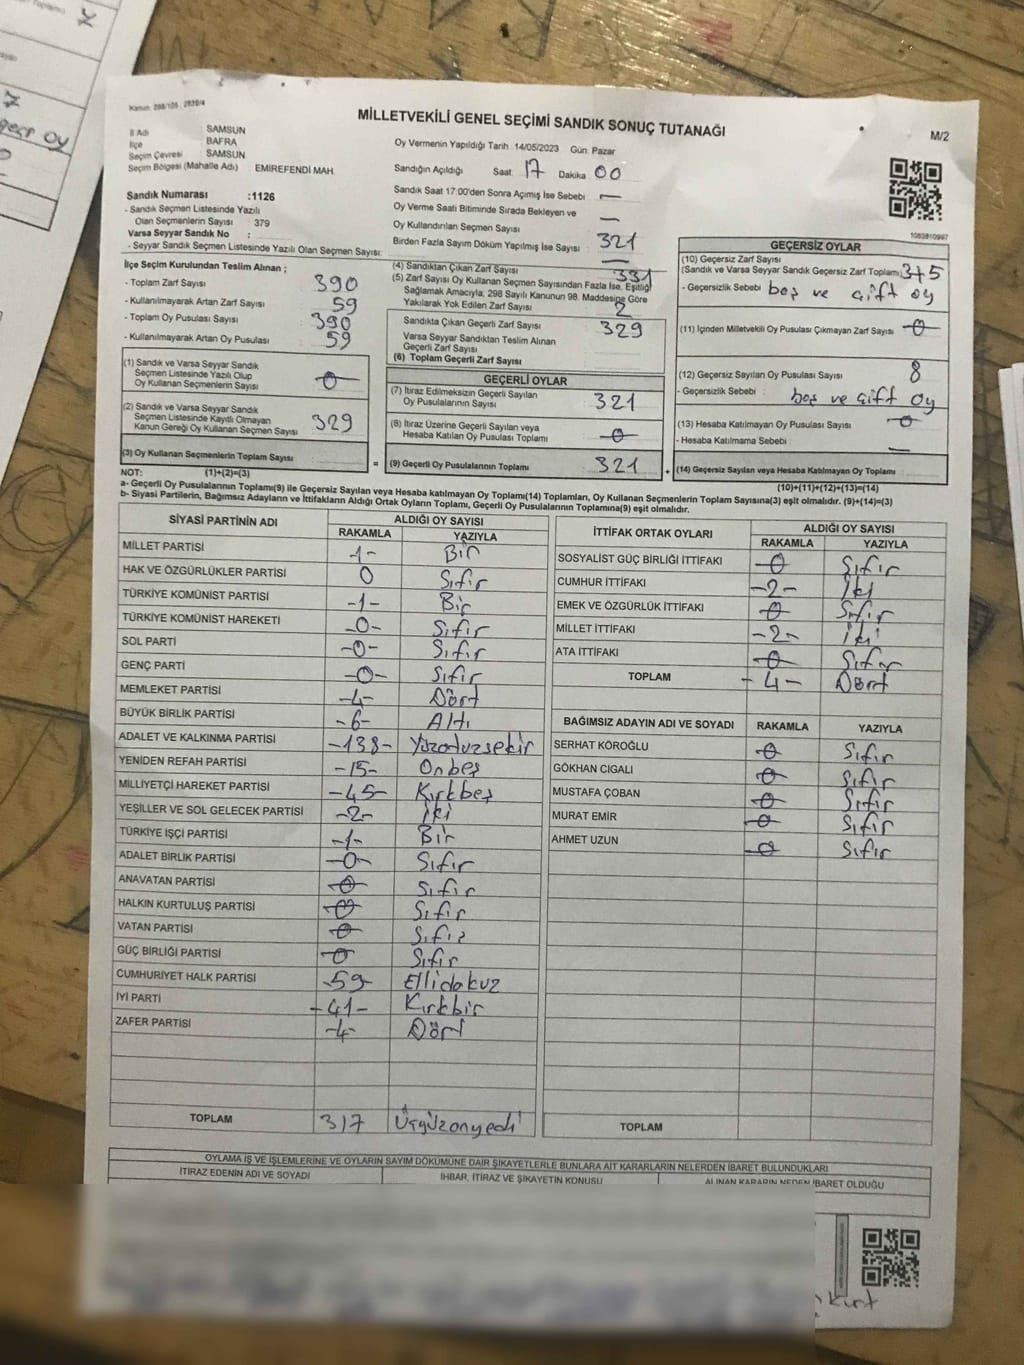 Kanun: 298/105 , 2839/4
MİLLETVEKİLİ GENEL SEÇİMİ SANDIK SONUÇ TUTANAĞI
M/2
İl Adı : SAMSUN
İlçe : BAFRA
Seçim Çevresi : SAMSUN
Seçim Bölgesi (Mahalle Adı) EMİREFENDİ MAH.
Oy Vermenin Yapıldığı Tarih :14/05/2023 Gün: Pazar
Sandığın Açıldığı Saat: 17 Dakika 00
Sandık Saat 17:00'den Sonra Açılmış İse Sebebi —
Oy Verme Saati Bitiminde Sırada Bekleyen ve
Oy Kullandırılan Seçmen Sayısı —
Birden Fazla Sayım Döküm Yapılmış İse Sayısı 321
Sandık Numarası :1126
- Sandık Seçmen Listesinde Yazılı
Olan Seçmenlerin Sayısı : 379
Varsa Seyyar Sandık No :
- Seyyar Sandık Seçmen Listesinde Yazılı Olan Seçmen Sayısı:
1083810997
İlçe Seçim Kurulundan Teslim Alınan ;
- Toplam Zarf Sayısı 390
- Kullanılmayarak Artan Zarf Sayısı 59
- Toplam Oy Pusulası Sayısı 390
- Kullanılmayarak Artan Oy Pusulası 59
(1) Sandık ve Varsa Seyyar Sandık
Seçmen Listesinde Yazılı Olup
Oy Kullanan Seçmenlerin Sayısı 0
(2) Sandık ve Varsa Seyyar Sandık
Seçmen Listesinde Kayıtlı Olmayan
Kanun Gereği Oy Kullanan Seçmen Sayısı 329
(3) Oy Kullanan Seçmenlerin Toplam Sayısı
(4) Sandıktan Çıkan Zarf Sayısı 331
(5) Zarf Sayısı Oy Kullanan Seçmen Sayısından Fazla İse, Eşitliği
Sağlamak Amacıyla, 298 Sayılı Kanunun 98. Maddesine Göre
Yakılarak Yok Edilen Zarf Sayısı 2
Sandıkta Çıkan Geçerli Zarf Sayısı 329
Varsa Seyyar Sandıktan Teslim Alınan
Geçerli Zarf Sayısı
(6) Toplam Geçerli Zarf Sayısı
GEÇERLİ OYLAR
(7) İtiraz Edilmeksizin Geçerli Sayılan
Oy Pusulalarının Sayısı 321
(8) İtiraz Üzerine Geçerli Sayılan veya
Hesaba Katılan Oy Pusulası Toplamı 0
= (9) Geçerli Oy Pusulalarının Toplamı 321 +
GEÇERSİZ OYLAR
(10) Geçersiz Zarf Sayısı
(Sandık ve Varsa Seyyar Sandık Geçersiz Zarf Toplamı) 3+5
- Geçersizlik Sebebi boş ve çift oy
(11) İçinden Milletvekili Oy Pusulası Çıkmayan Zarf Sayısı 0
(12) Geçersiz Sayılan Oy Pusulası Sayısı 8
- Geçersizlik Sebebi : boş ve çift oy
(13) Hesaba Katılmayan Oy Pusulası Sayısı 0
- Hesaba Katılmama Sebebi —
(14) Geçersiz Sayılan veya Hesaba Katılmayan Oy Toplamı
NOT: (1)+(2)=(3)
(10)+(11)+(12)+(13)=(14)
a- Geçerli Oy Pusulalarının Toplamı(9) ile Geçersiz Sayılan veya Hesaba katılmayan Oy Toplamı(14) Toplamları, Oy Kullanan Seçmenlerin Toplam Sayısına(3) eşit olmalıdır. (9)+(14)=(3)
b- Siyasi Partilerin, Bağımsız Adayların ve İttifakların Aldığı Ortak Oyların Toplamı, Geçerli Oy Pusulalarının Toplamına(9) eşit olmalıdır.
SİYASİ PARTİNİN ADI ALDIĞI OY SAYISI
RAKAMLA YAZIYLA
MİLLET PARTİSİ -1- Bir
HAK VE ÖZGÜRLÜKLER PARTİSİ 0 Sıfır
TÜRKİYE KOMÜNİST PARTİSİ -1- Bir
TÜRKİYE KOMÜNİST HAREKETİ -0- Sıfır
SOL PARTİ -0- Sıfır
GENÇ PARTİ -0- Sıfır
MEMLEKET PARTİSİ -4- Dört
BÜYÜK BİRLİK PARTİSİ -6- Altı
ADALET VE KALKINMA PARTİSİ -138- Yüzotuzsekir
YENİDEN REFAH PARTİSİ -15- Onbeş
MİLLİYETÇİ HAREKET PARTİSİ -45- Kırkbeş
YEŞİLLER VE SOL GELECEK PARTİSİ -2- iki
TÜRKİYE İŞÇİ PARTİSİ -1- Bir
ADALET BİRLİK PARTİSİ -0- Sıfır
ANAVATAN PARTİSİ 0 Sıfır
HALKIN KURTULUŞ PARTİSİ 0 Sıfır
VATAN PARTİSİ 0 Sıfır
GÜÇ BİRLİĞİ PARTİSİ 0 Sıfır
CUMHURİYET HALK PARTİSİ -59- Ellidokuz
İYİ PARTİ -41- Kırkbir
ZAFER PARTİSİ -4- Dört
TOPLAM 317 Üçyüzonyedi
İTTİFAK ORTAK OYLARI ALDIĞI OY SAYISI
RAKAMLA YAZIYLA
SOSYALİST GÜÇ BİRLİĞİ İTTİFAKI 0 Sıfır
CUMHUR İTTİFAKI -2- İki
EMEK VE ÖZGÜRLÜK İTTİFAKI 0 Sıfır
MİLLET İTTİFAKI -2- iki
ATA İTTİFAKI 0 Sıfır
TOPLAM -4- Dört
BAĞIMSIZ ADAYIN ADI VE SOYADI RAKAMLA YAZIYLA
SERHAT KÖROĞLU 0 Sıfır
GÖKHAN CIGALI 0 Sıfır
MUSTAFA ÇOBAN 0 Sıfır
MURAT EMİR 0 Sıfır
AHMET UZUN 0 Sıfır
TOPLAM
OYLAMA İŞ VE İŞLEMLERİNE VE OYLARIN SAYIM DÖKÜMÜNE DAİR ŞİKAYETLERLE BUNLARA AİT KARARLARIN NELERDEN İBARET BULUNDUKLARI
İTİRAZ EDENİN ADI VE SOYADI İHBAR, İTİRAZ VE ŞİKAYETİN KONUSU ALINAN KARARIN NEDEN İBARET OLDUĞU